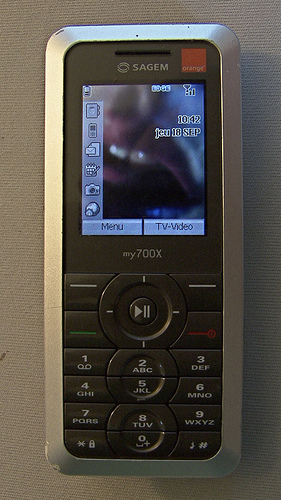 SAGEM
orange
EDGE
10:42
jeu 18 SEP
Menu TV-Video
my700X
1
2 ABC
3 DEF
4 GHI
5 JKL
6 MNO
7 PQRS
8 TUV
9 WXYZ
*
0 +
#